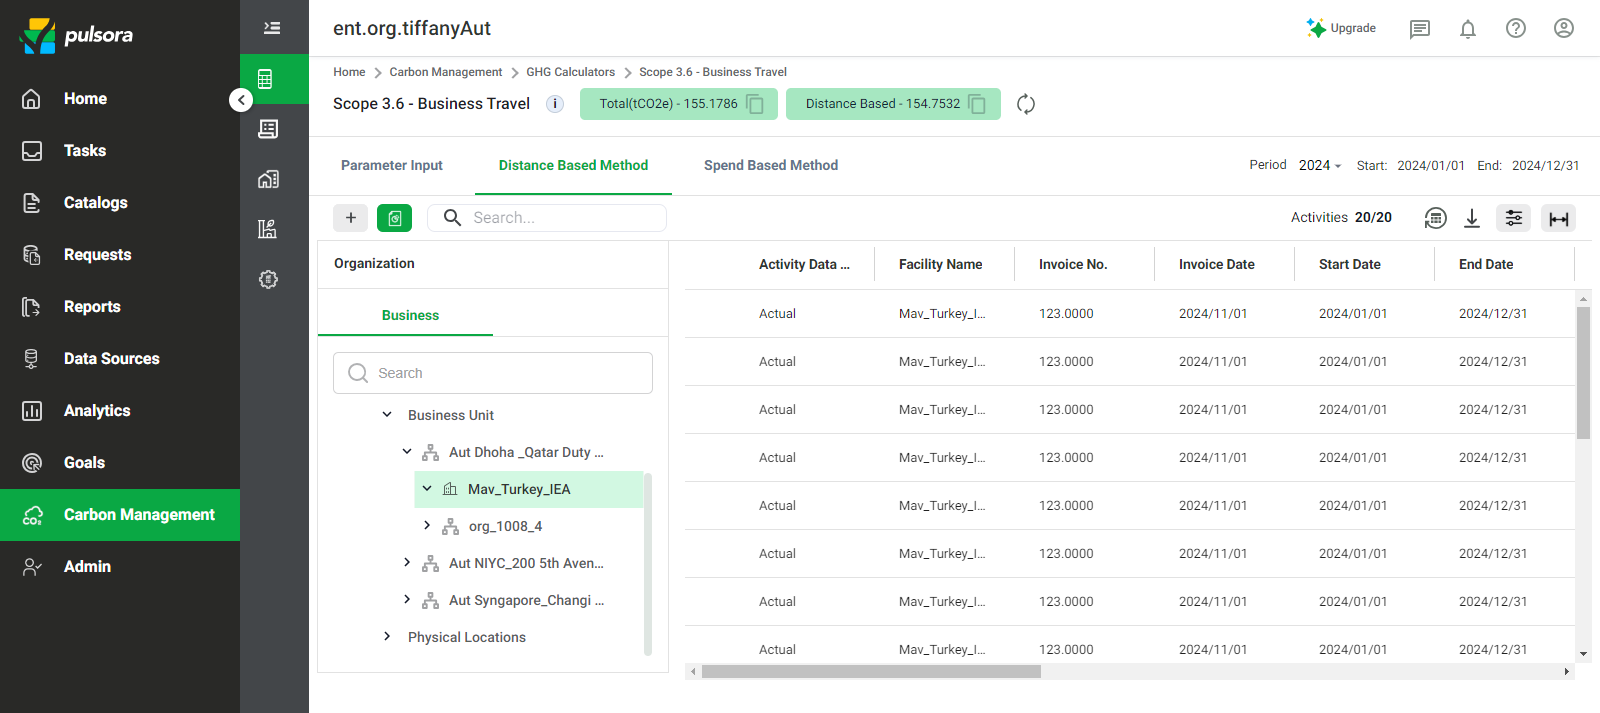 pulsora
Home
Tasks
Catalogs
Requests
Reports
Data Sources
Analytics
Goals
Carbon Management
Admin
ent.org.tiffanyAut
Upgrade
Home > Carbon Management > GHG Calculators > Scope 3.6 - Business Travel
Scope 3.6 - Business Travel i Total(tCO2e) - 155.1786 Distance Based - 154.7532
Parameter Input Distance Based Method Spend Based Method Period 2024 Start: 2024/01/01 End: 2024/12/31
+ Search... Activities 20/20
Organization
Business
Search
Business Unit
Aut Dhoha _Qatar Duty ...
Mav_Turkey_IEA
org_1008_4
Aut NIYC_200 5th Aven...
Aut Syngapore_Changi ...
Physical Locations
Activity Data ... Facility Name Invoice No. Invoice Date Start Date End Date
Actual Mav_Turkey_I... 123.0000 2024/11/01 2024/01/01 2024/12/31
Actual Mav_Turkey_I... 123.0000 2024/11/01 2024/01/01 2024/12/31
Actual Mav_Turkey_I... 123.0000 2024/11/01 2024/01/01 2024/12/31
Actual Mav_Turkey_I... 123.0000 2024/11/01 2024/01/01 2024/12/31
Actual Mav_Turkey_I... 123.0000 2024/11/01 2024/01/01 2024/12/31
Actual Mav_Turkey_I... 123.0000 2024/11/01 2024/01/01 2024/12/31
Actual Mav_Turkey_I... 123.0000 2024/11/01 2024/01/01 2024/12/31
Actual Mav_Turkey_I... 123.0000 2024/11/01 2024/01/01 2024/12/31